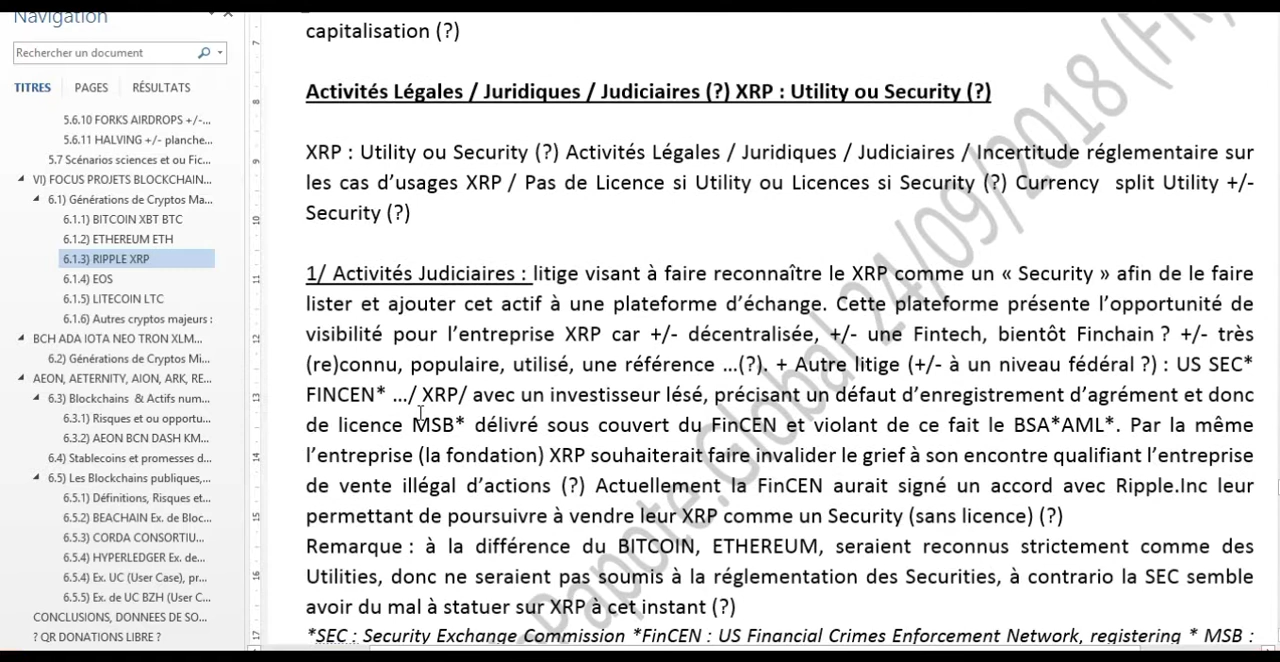 Navigation
Rechercher un document
TITRES PAGES RÉSULTATS
5.6.10 FORKS AIRDROPS +/-...
5.6.11 HALVING +/- planche...
5.7 Scénarios sciences et ou Fic...
VI) FOCUS PROJETS BLOCKCHAIN...
6.1) Générations de Cryptos Ma...
6.1.1) BITCOIN XBT BTC
6.1.2) ETHEREUM ETH
6.1.3) RIPPLE XRP
6.1.4) EOS
6.1.5) LITECOIN LTC
6.1.6) Autres cryptos majeurs :
BCH ADA IOTA NEO TRON XLM...
6.2) Générations de Cryptos Mi...
AEON, AETERNITY, AION, ARK, RE...
6.3) Blockchains & Actifs num...
6.3.1) Risques et ou opportu...
6.3.2) AEON BCN DASH KM...
6.4) Stablecoins et promesses d...
6.5) Les Blockchains publiques,...
6.5.1) Définitions, Risques et...
6.5.2) BEACHAIN Ex. de Bloc...
6.5.3) CORDA CONSORTIU...
6.5.4) HYPERLEDGER Ex. de...
6.5.4) Ex. UC (User Case), pr...
6.5.5) Ex. de UC BZH (User C...
CONCLUSIONS, DONNEES DE SO...
? QR DONATIONS LIBRE ?
7
8
9
10
11
12
13
14
15
16
17
capitalisation (?)
Activités Légales / Juridiques / Judiciaires (?) XRP : Utility ou Security (?)
XRP : Utility ou Security (?) Activités Légales / Juridiques / Judiciaires / Incertitude réglementaire sur
les cas d'usages XRP / Pas de Licence si Utility ou Licences si Security (?) Currency split Utility +/-
Security (?)
1/ Activités Judiciaires : litige visant à faire reconnaître le XRP comme un « Security » afin de le faire
lister et ajouter cet actif à une plateforme d'échange. Cette plateforme présente l'opportunité de
visibilité pour l'entreprise XRP car +/- décentralisée, +/- une Fintech, bientôt Finchain ? +/- très
(re)connu, populaire, utilisé, une référence ...(?). + Autre litige (+/- à un niveau fédéral ?) : US SEC*
FINCEN* .../ XRP/ avec un investisseur lésé, précisant un défaut d'enregistrement d'agrément et donc
de licence MSB* délivré sous couvert du FinCEN et violant de ce fait le BSA*AML*. Par la même
l'entreprise (la fondation) XRP souhaiterait faire invalider le grief à son encontre qualifiant l'entreprise
de vente illégal d'actions (?) Actuellement la FinCEN aurait signé un accord avec Ripple.Inc leur
permettant de poursuivre à vendre leur XRP comme un Security (sans licence) (?)
Remarque : à la différence du BITCOIN, ETHEREUM, seraient reconnus strictement comme des
Utilities, donc ne seraient pas soumis à la réglementation des Securities, à contrario la SEC semble
avoir du mal à statuer sur XRP à cet instant (?)
*SEC : Security Exchange Commission *FinCEN : US Financial Crimes Enforcement Network, registering * MSB :
Papote.Global 24/09/2018 (FR)